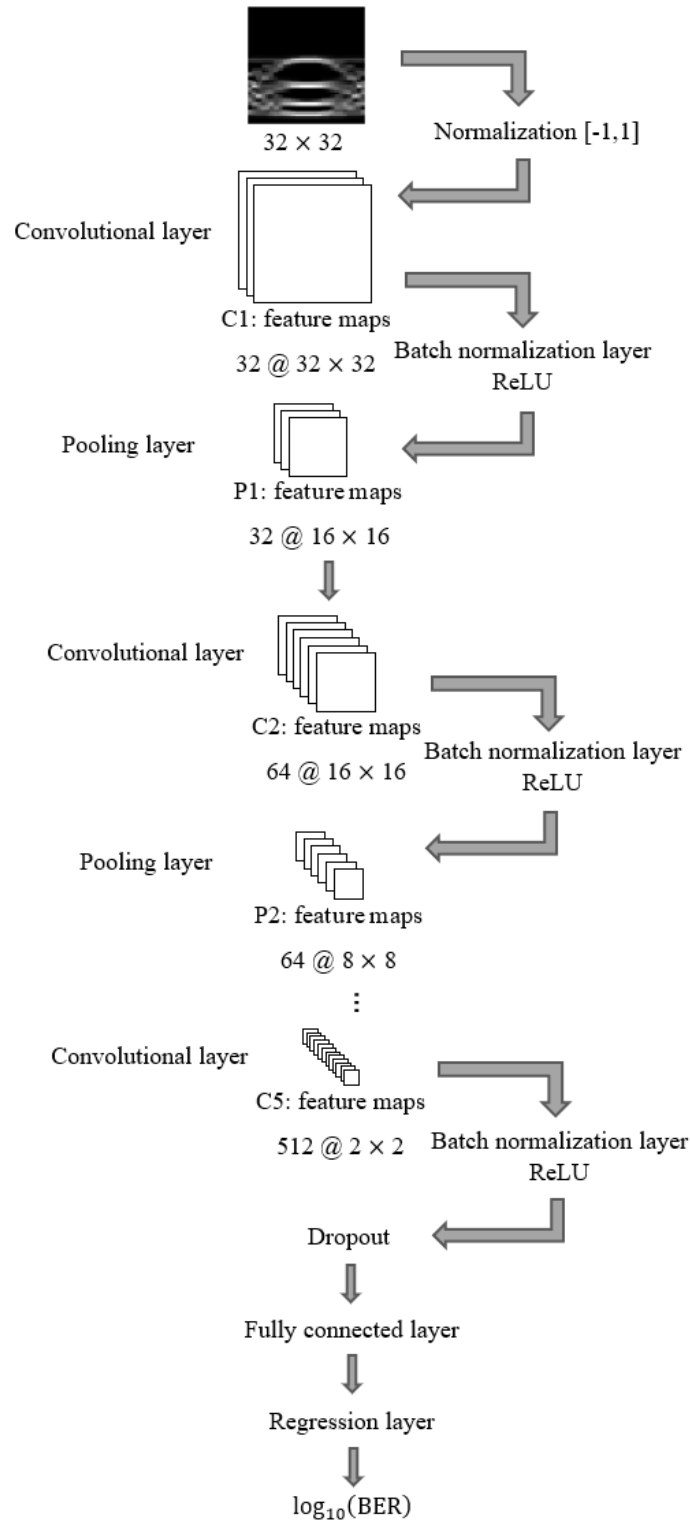 32 × 32
Normalization [-1,1]
Convolutional layer
C1: feature maps
32 @ 32 × 32
Batch normalization layer
ReLU
Pooling layer
P1: feature maps
32 @ 16 × 16
Convolutional layer
C2: feature maps
64 @ 16 × 16
Batch normalization layer
ReLU
Pooling layer
P2: feature maps
64 @ 8 × 8
⋮
Convolutional layer
C5: feature maps
512 @ 2 × 2
Batch normalization layer
ReLU
Dropout
Fully connected layer
Regression layer
log₁₀(BER)